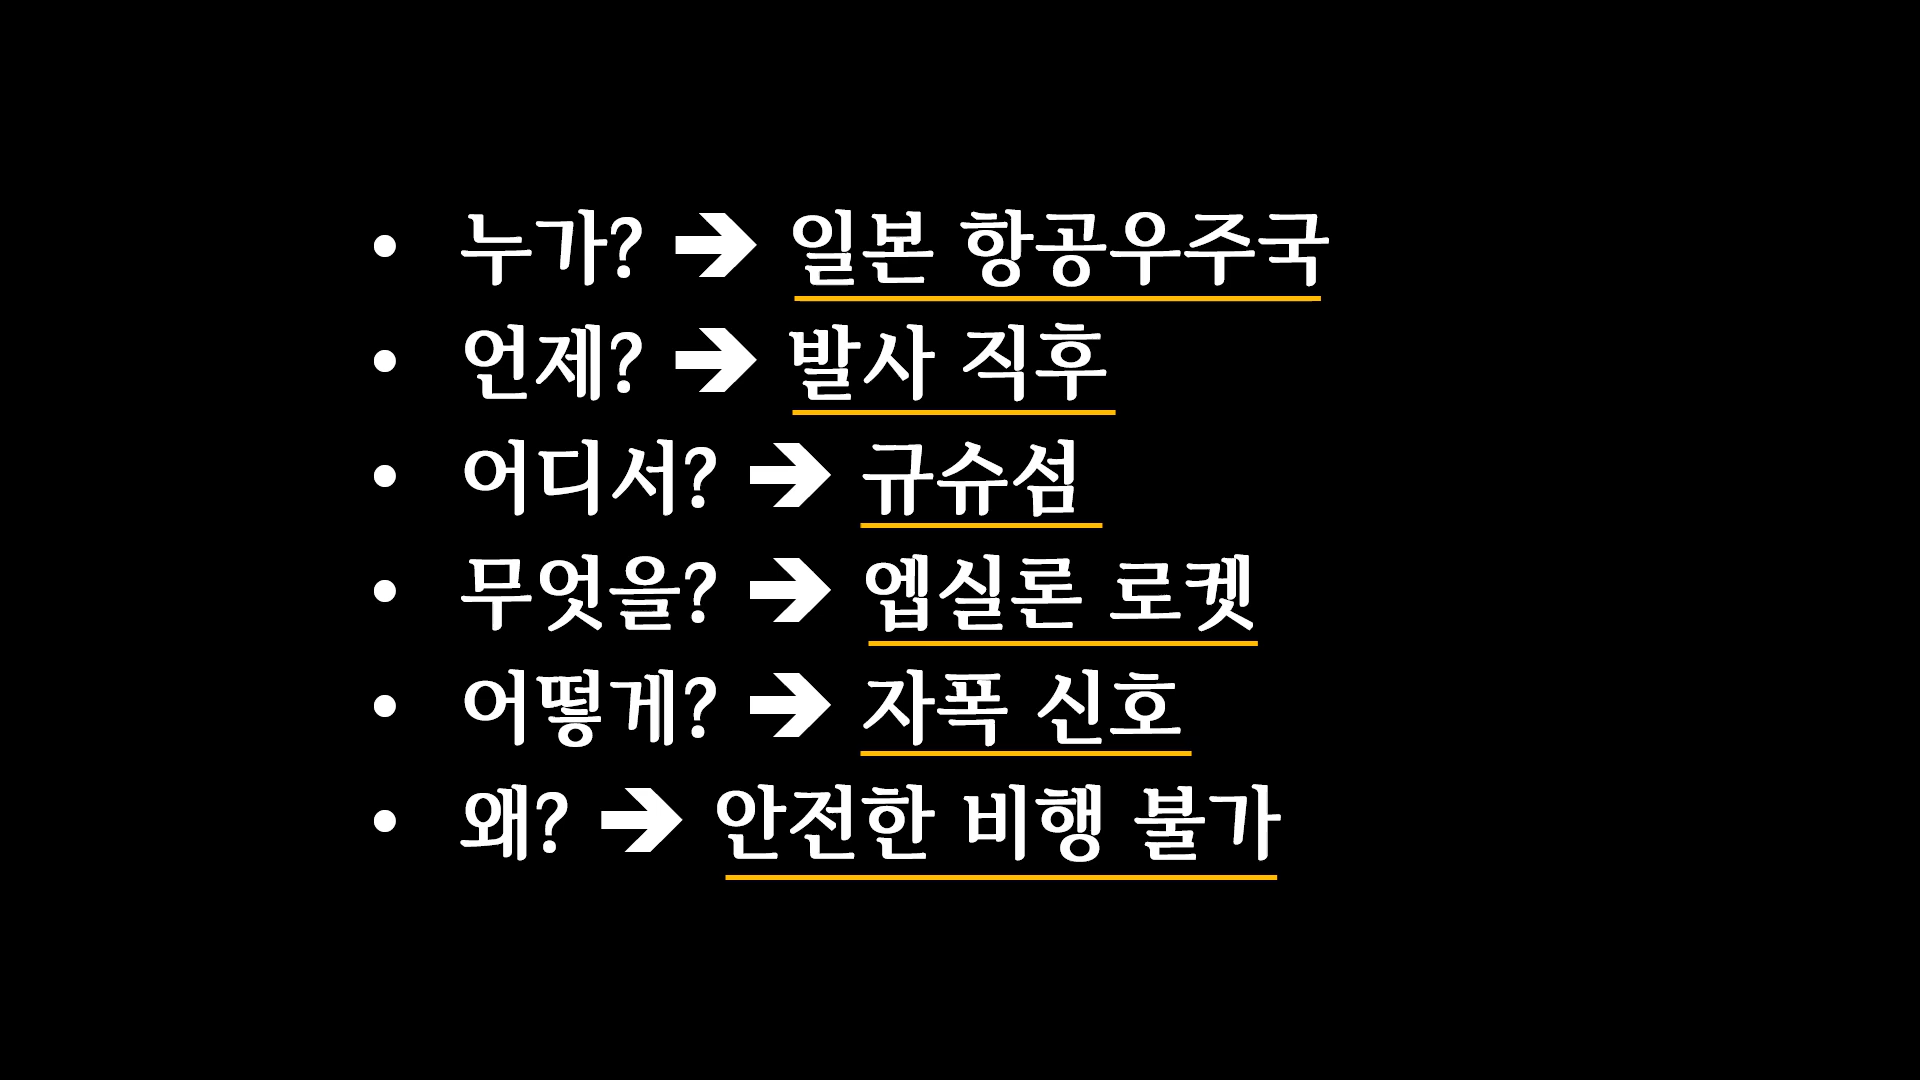 • 누가? ➔ 일본 항공우주국
• 언제? ➔ 발사 직후
• 어디서? ➔ 규슈섬
• 무엇을? ➔ 엡실론 로켓
• 어떻게? ➔ 자폭 신호
• 왜? ➔ 안전한 비행 불가